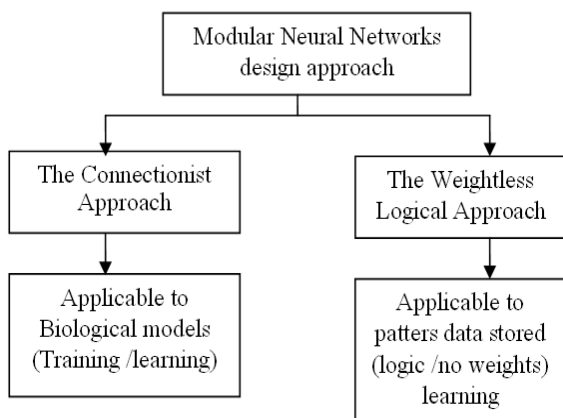 Modular Neural Networks
design approach
The Connectionist
Approach
The Weightless
Logical Approach
Applicable to
Biological models
(Training /learning)
Applicable to
patters data stored
(logic /no weights)
learning